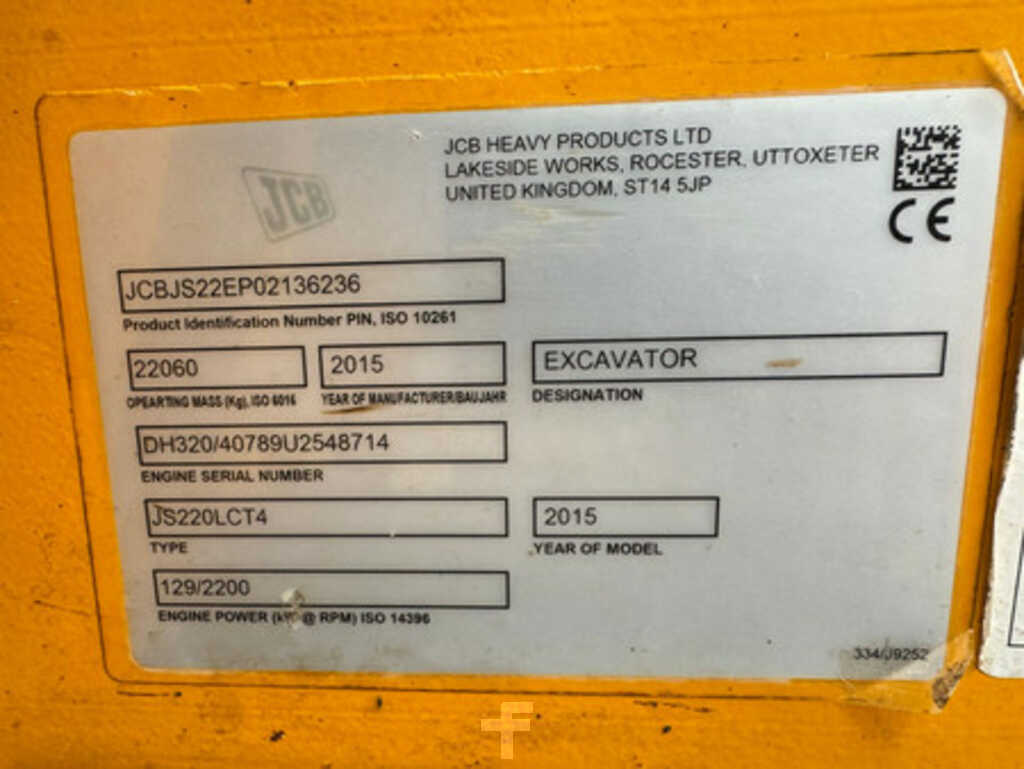 JCB HEAVY PRODUCTS LTD
LAKESIDE WORKS, ROCESTER, UTTOXETER
UNITED KINGDOM, ST14 5JP
JCB
CE
JCBJS22EP02136236
Product Identification Number PIN, ISO 10261
22060
2015
EXCAVATOR
OPEARTING MASS (Kg), ISO 6016
YEAR OF MANUFACTURER/BAUJAHR
DESIGNATION
DH320/40789U2548714
ENGINE SERIAL NUMBER
JS220LCT4
2015
TYPE
YEAR OF MODEL
129/2200
ENGINE POWER (kW @ RPM) ISO 14396
334/J9252